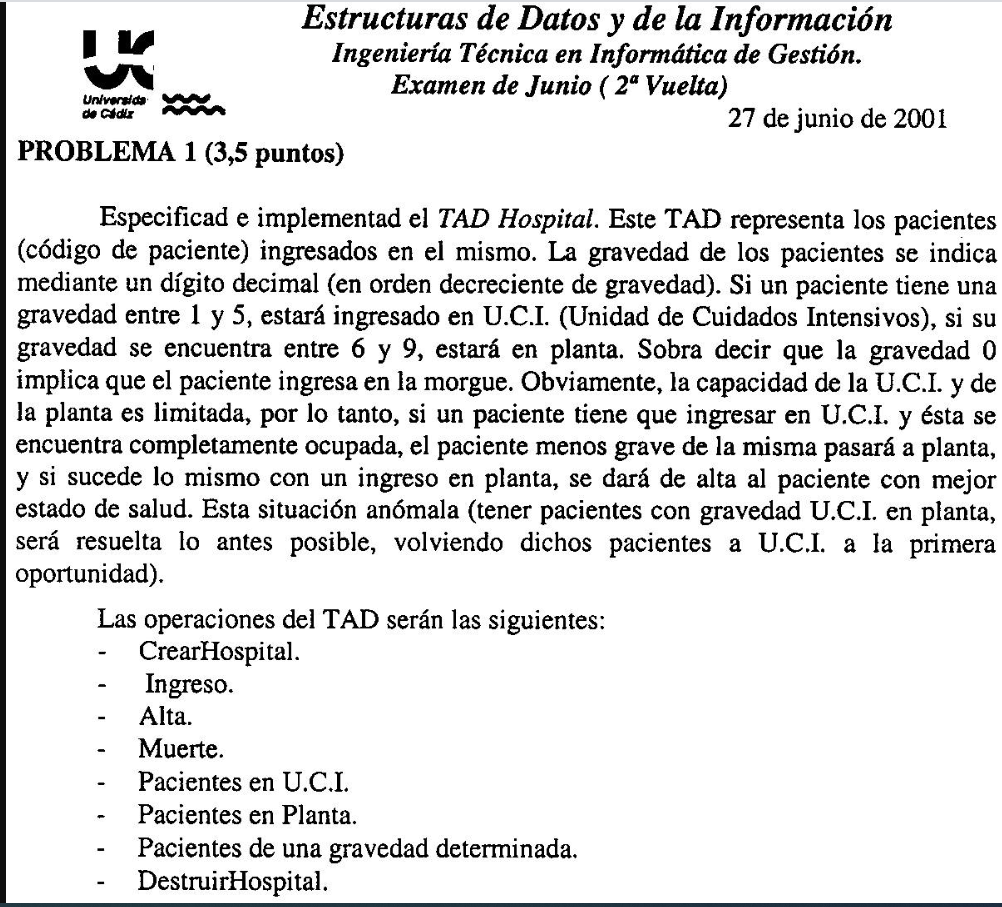 Estructuras de Datos y de la Información
Ingeniería Técnica en Informática de Gestión.
Examen de Junio ( 2ª Vuelta)
Universida
de Cádiz
27 de junio de 2001
PROBLEMA 1 (3,5 puntos)
Especificad e implementad el TAD Hospital. Este TAD representa los pacientes
(código de paciente) ingresados en el mismo. La gravedad de los pacientes se indica
mediante un dígito decimal (en orden decreciente de gravedad). Si un paciente tiene una
gravedad entre 1 y 5, estará ingresado en U.C.I. (Unidad de Cuidados Intensivos), si su
gravedad se encuentra entre 6 y 9, estará en planta. Sobra decir que la gravedad 0
implica que el paciente ingresa en la morgue. Obviamente, la capacidad de la U.C.I. y de
la planta es limitada, por lo tanto, si un paciente tiene que ingresar en U.C.I. y ésta se
encuentra completamente ocupada, el paciente menos grave de la misma pasará a planta,
y si sucede lo mismo con un ingreso en planta, se dará de alta al paciente con mejor
estado de salud. Esta situación anómala (tener pacientes con gravedad U.C.I. en planta,
será resuelta lo antes posible, volviendo dichos pacientes a U.C.I. a la primera
oportunidad).
Las operaciones del TAD serán las siguientes:
- CrearHospital.
- Ingreso.
- Alta.
- Muerte.
- Pacientes en U.C.I.
- Pacientes en Planta.
- Pacientes de una gravedad determinada.
- DestruirHospital.